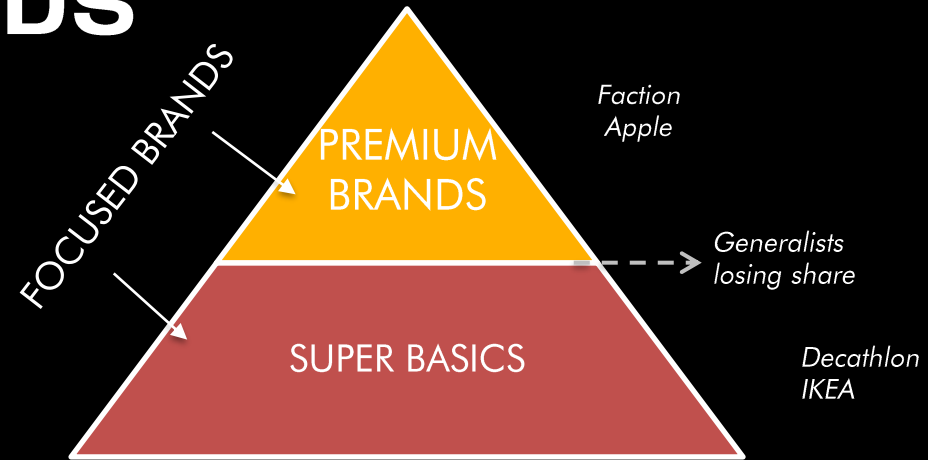 DS
FOCUSED BRANDS
PREMIUM
BRANDS
Faction
Apple
Generalists
losing share
SUPER BASICS
Decathlon
IKEA